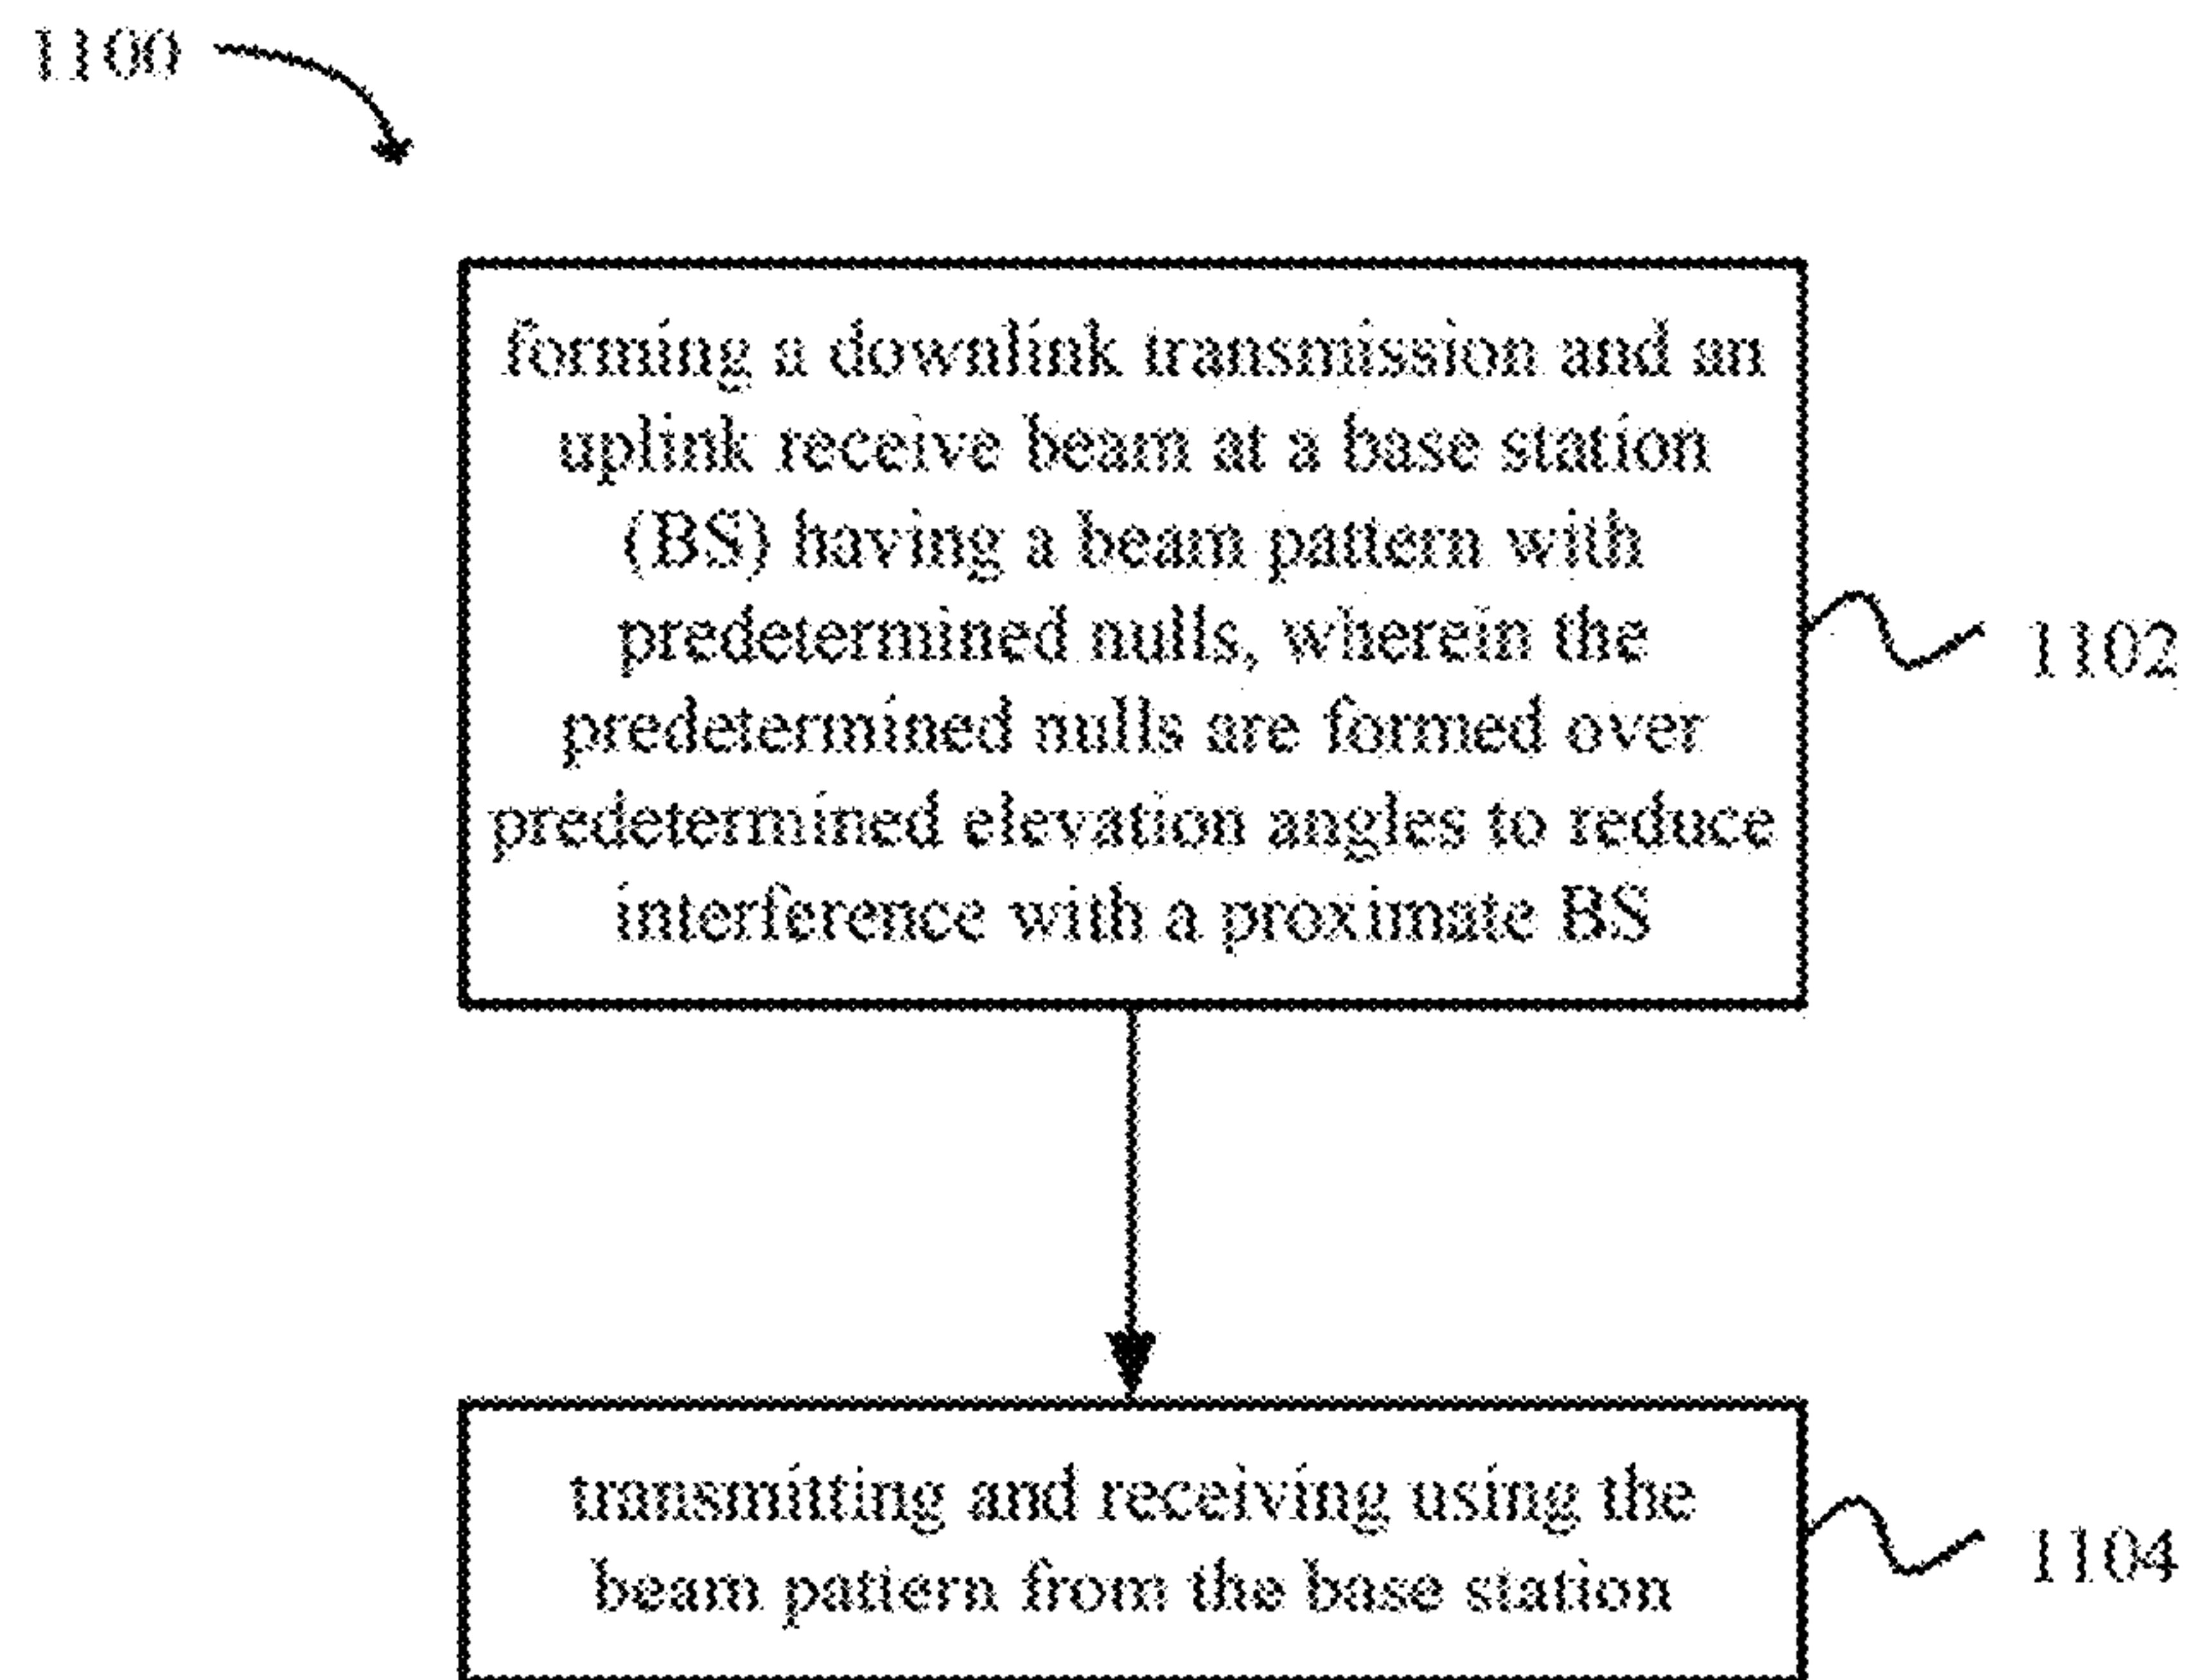 1100
forming a downlink transmission and an
uplink receive beam at a base station
(BS) having a beam pattern with
predetermined nulls, wherein the
predetermined nulls are formed over
predetermined elevation angles to reduce
interference with a proximate BS
1102
transmitting and receiving using the
beam pattern from the base station
1104